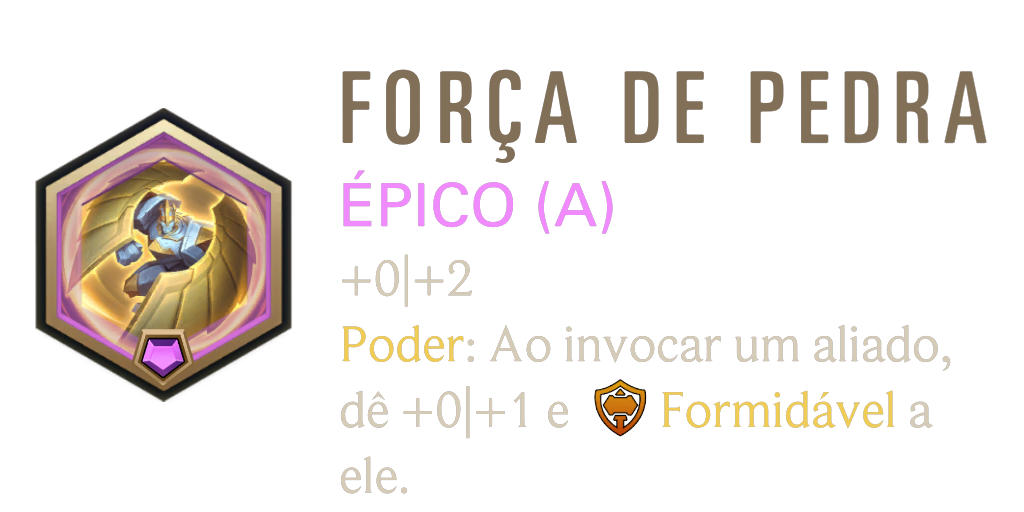 FORÇA DE PEDRA
ÉPICO (A)
+0|+2
Poder: Ao invocar um aliado,
dê +0|+1 e Formidável a
ele.